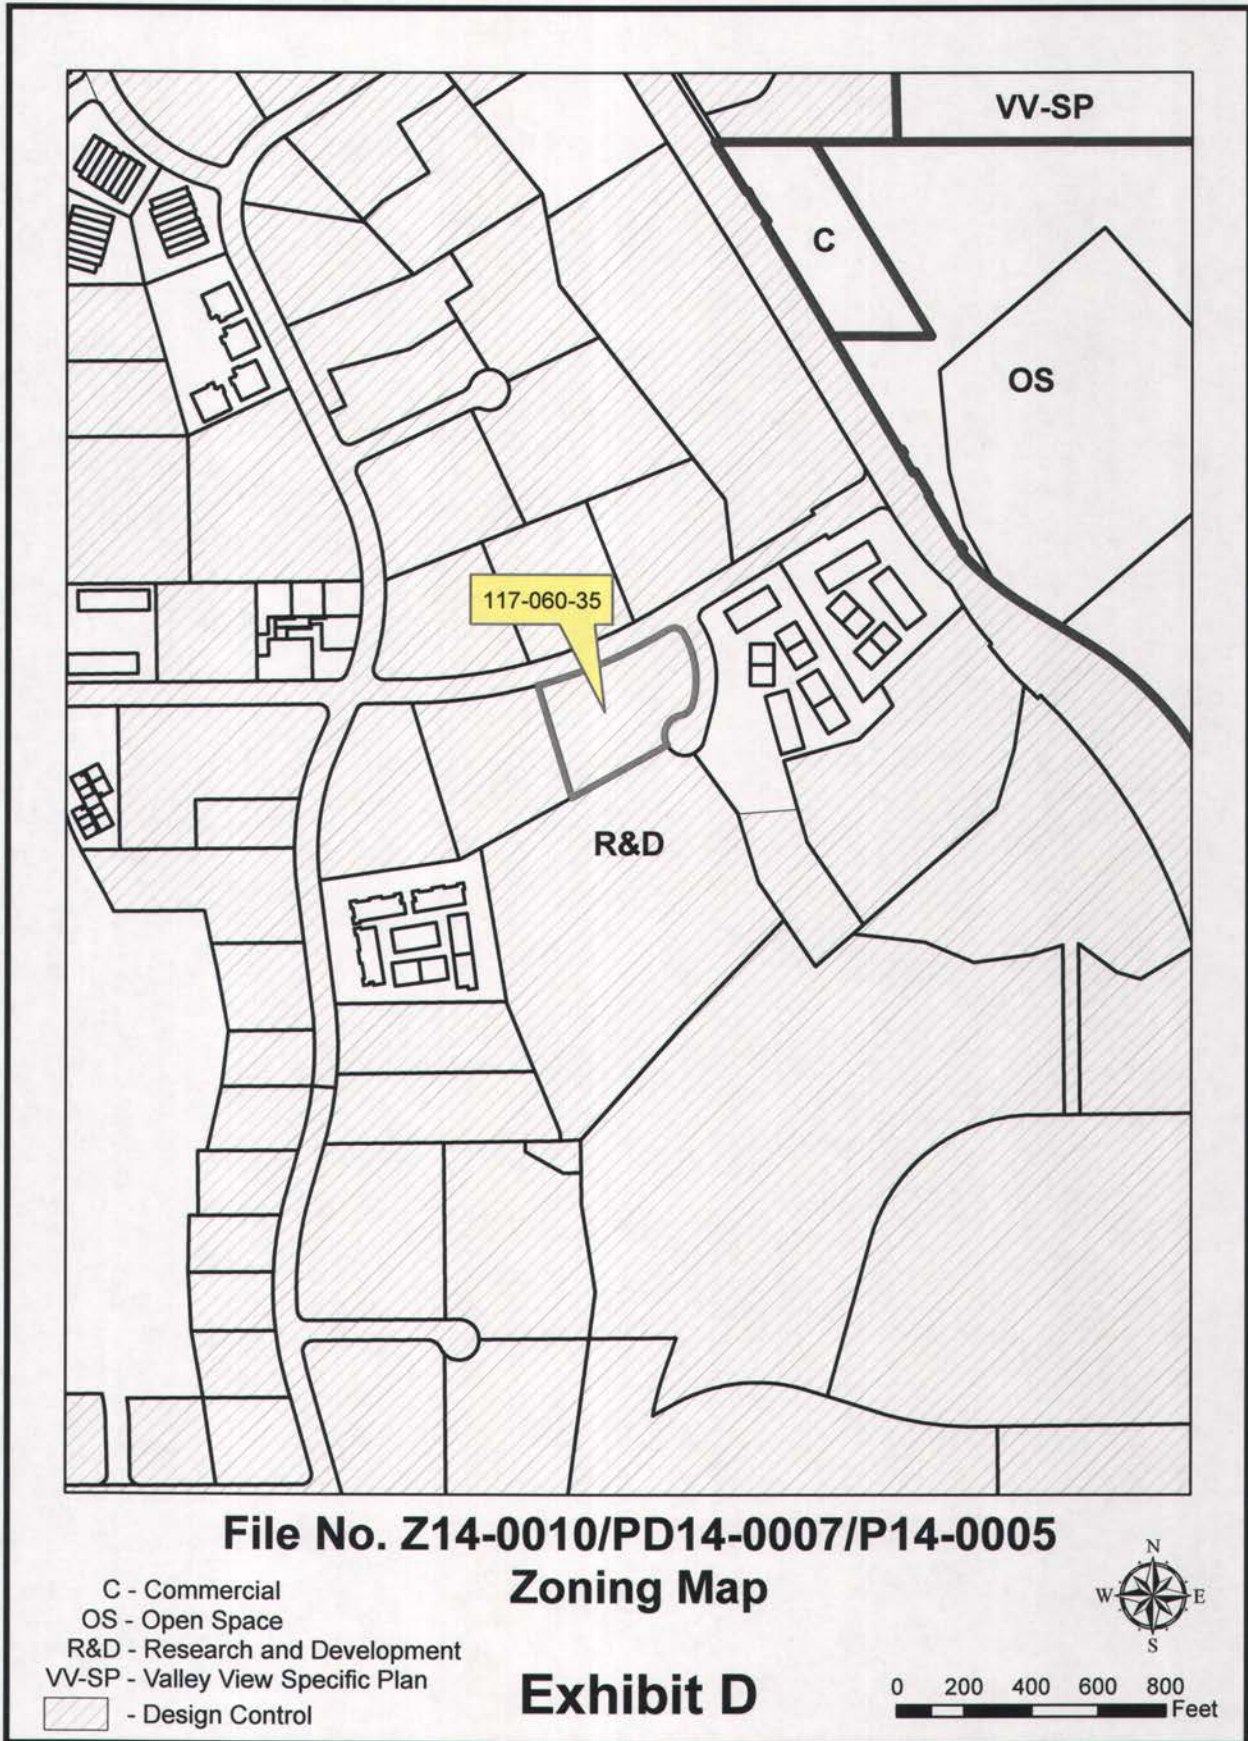 VV-SP
C
OS
117-060-35
R&D
File No. Z14-0010/PD14-0007/P14-0005
Zoning Map
Exhibit D
C - Commercial
OS - Open Space
R&D - Research and Development
VV-SP - Valley View Specific Plan
- Design Control
N
W E
S
0 200 400 600 800
Feet